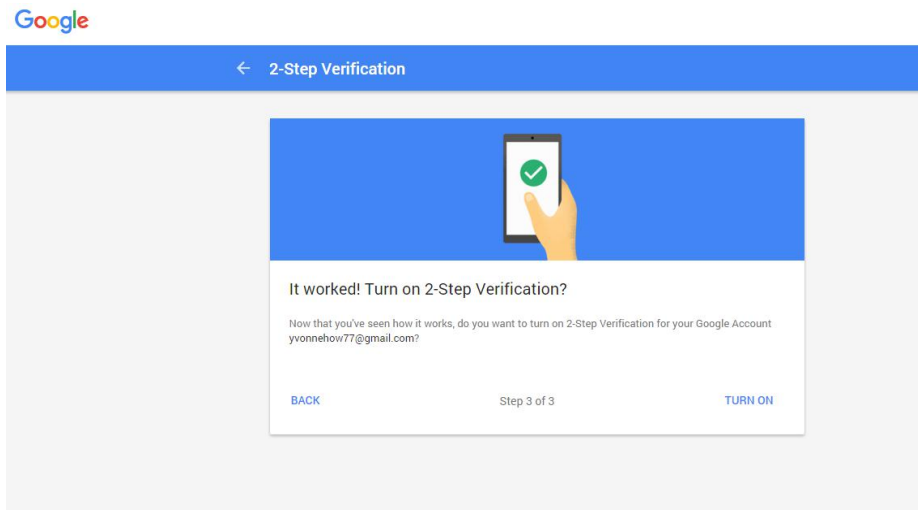 Google
2-Step Verification
It worked! Turn on 2-Step Verification?
Now that you've seen how it works, do you want to turn on 2-Step Verification for your Google Account
yvonnehow77@gmail.com?
BACK Step 3 of 3 TURN ON